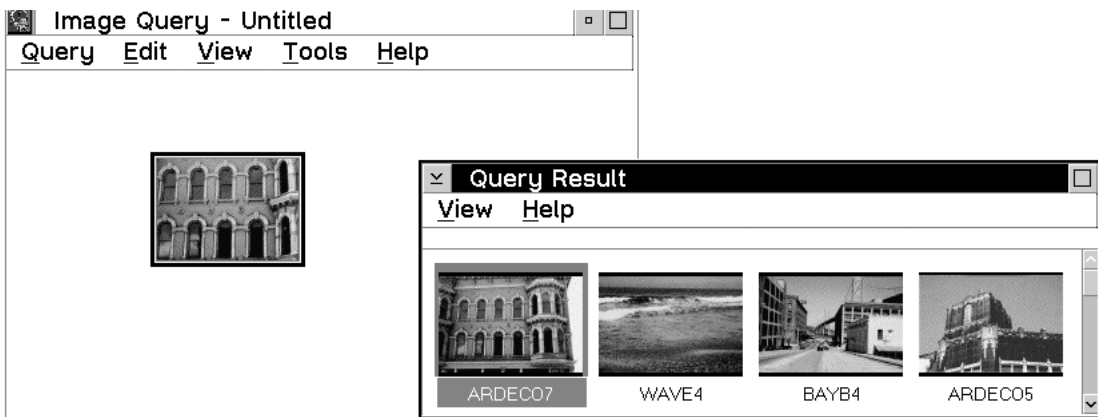 Image Query - Untitled
Query Edit View Tools Help
Query Result
View Help
ARDECO7 WAVE4 BAYB4 ARDECO5